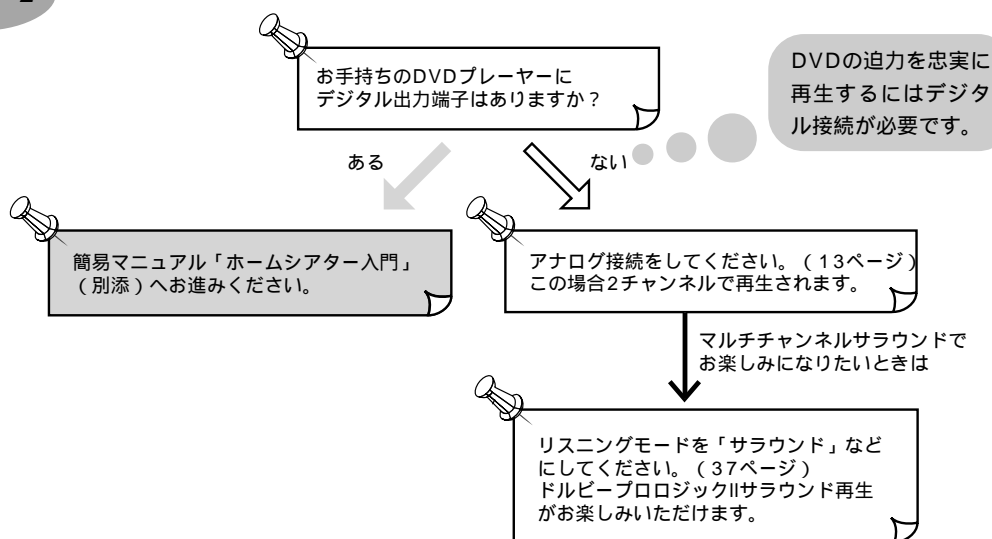 お手持ちのDVDプレーヤーに
デジタル出力端子はありますか?
DVDの迫力を忠実に
再生するにはデジタ
ル接続が必要です。
ある
ない
簡易マニュアル「ホームシアター入門」
(別添)へお進みください。
アナログ接続をしてください。(13ページ)
この場合2チャンネルで再生されます。
マルチチャンネルサラウンドで
お楽しみになりたいときは
リスニングモードを「サラウンド」など
にしてください。(37ページ)
ドルビープロロジックIIサラウンド再生
がお楽しみいただけます。